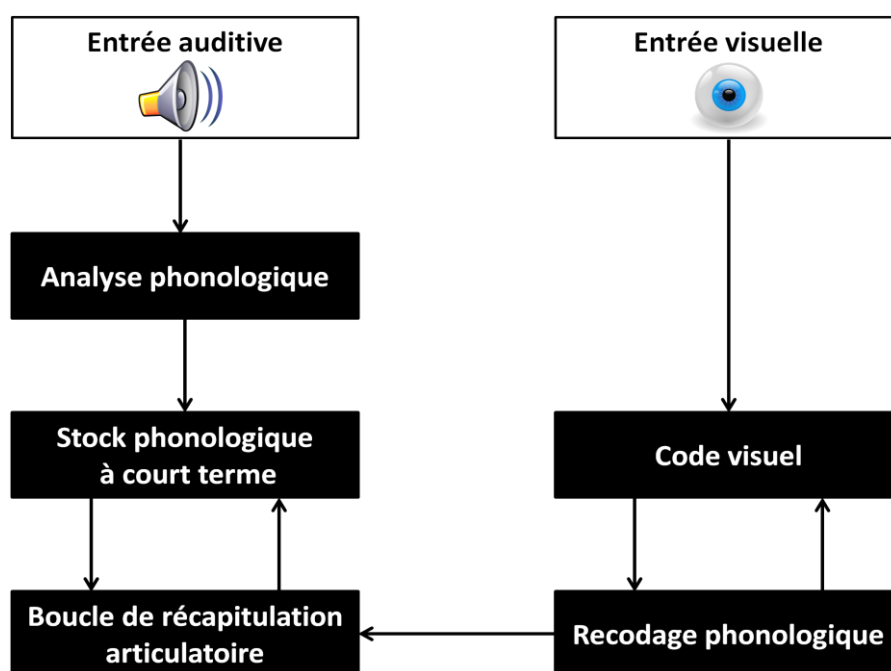 Entrée auditive
Entrée visuelle
Analyse phonologique
Stock phonologique
à court terme
Code visuel
Boucle de récapitulation
articulatoire
Recodage phonologique